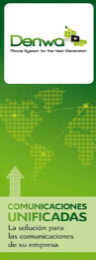 Denwa
Phone System for the Next Generation
COMUNICACIONES
UNIFICADAS
La solución para
las comunicaciones
de su empresa